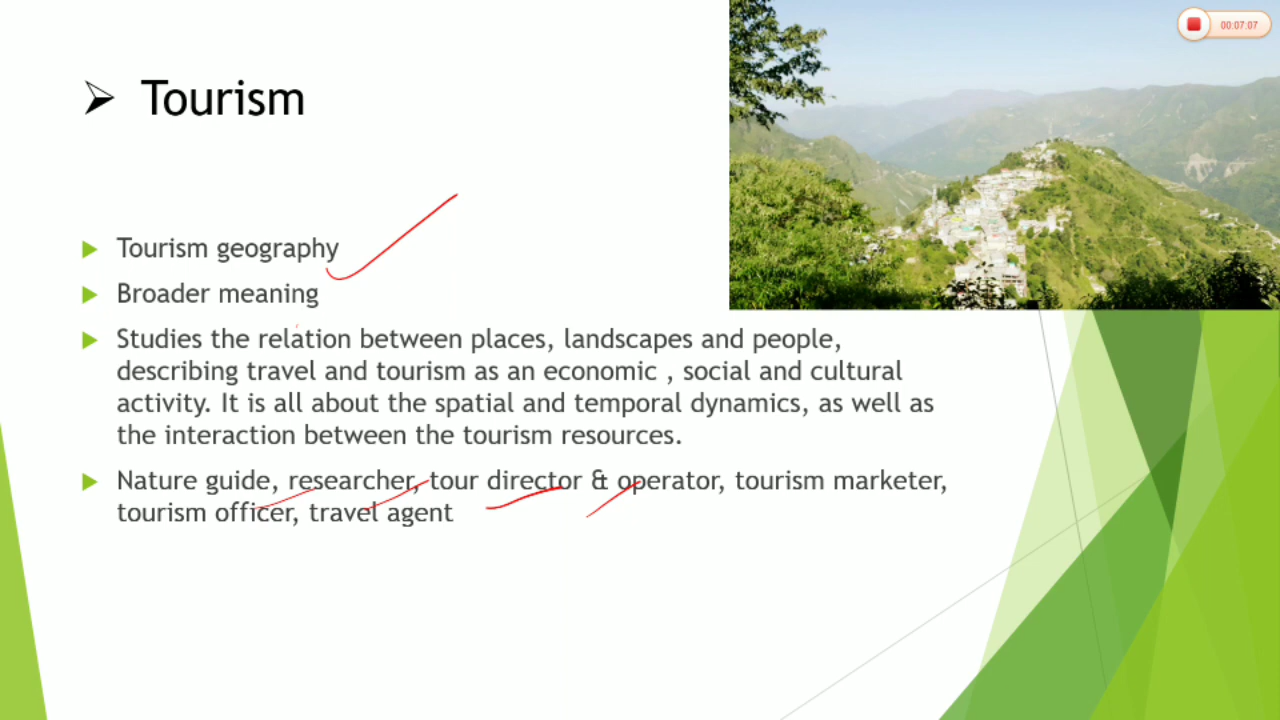 Tourism
00:07:07
Tourism geography
Broader meaning
Studies the relation between places, landscapes and people,
describing travel and tourism as an economic , social and cultural
activity. It is all about the spatial and temporal dynamics, as well as
the interaction between the tourism resources.
Nature guide, researcher, tour director & operator, tourism marketer,
tourism officer, travel agent